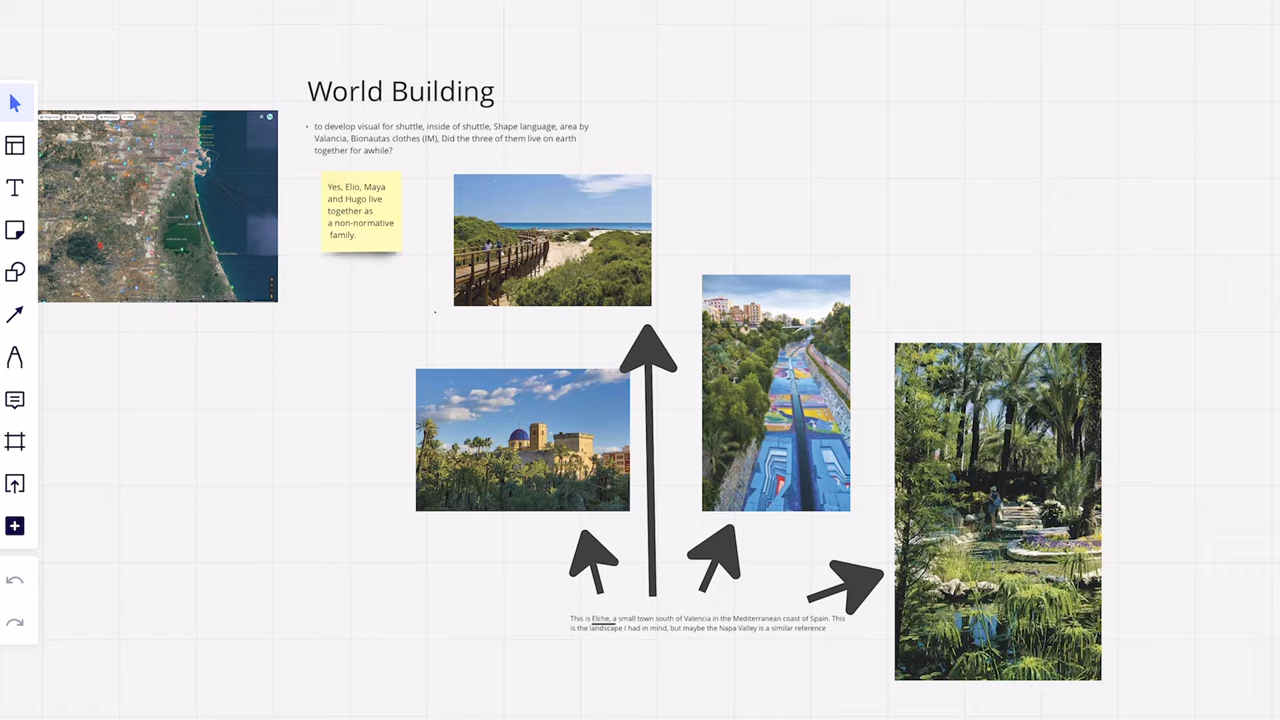 World Building
• to develop visual for shuttle, inside of shuttle, Shape language, area by
Valancia, Bionautas clothes (IM), Did the three of them live on earth
together for awhile?
Yes, Elio, Maya
and Hugo live
together as
a non-normative
family.
This is Elche, a small town south of Valencia in the Mediterranean coast of Spain. This
is the landscape I had in mind, but maybe the Napa Valley is a similar reference